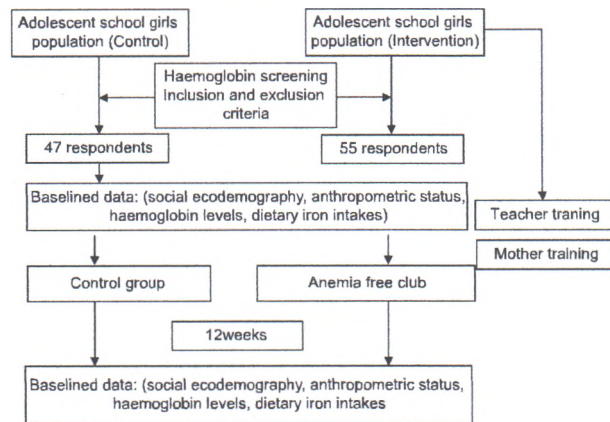 Adolescent school girls
population (Control)
Adolescent school girls
population (Intervention)
Haemoglobin screening
Inclusion and exclusion
criteria
47 respondents
55 respondents
Baselined data: (social ecodemography, anthropometric status,
haemoglobin levels, dietary iron intakes)
Teacher traning
Mother training
Control group
Anemia free club
12weeks
Baselined data: (social ecodemography, anthropometric status,
haemoglobin levels, dietary iron intakes